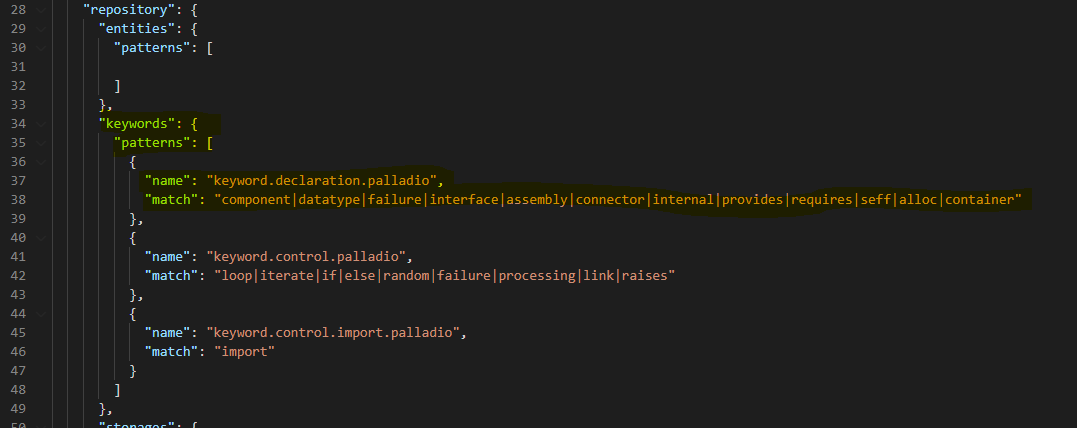 28 "repository": {
29 "entities": {
30 "patterns": [
31
32 ]
33 },
34 "keywords": {
35 "patterns": [
36 {
37 "name": "keyword.declaration.palladio",
38 "match": "component|datatype|failure|interface|assembly|connector|internal|provides|requires|seff|alloc|container"
39 },
40 {
41 "name": "keyword.control.palladio",
42 "match": "loop|iterate|if|else|random|failure|processing|link|raises"
43 },
44 {
45 "name": "keyword.control.import.palladio",
46 "match": "import"
47 }
48 ]
49 },
50 "storages": {